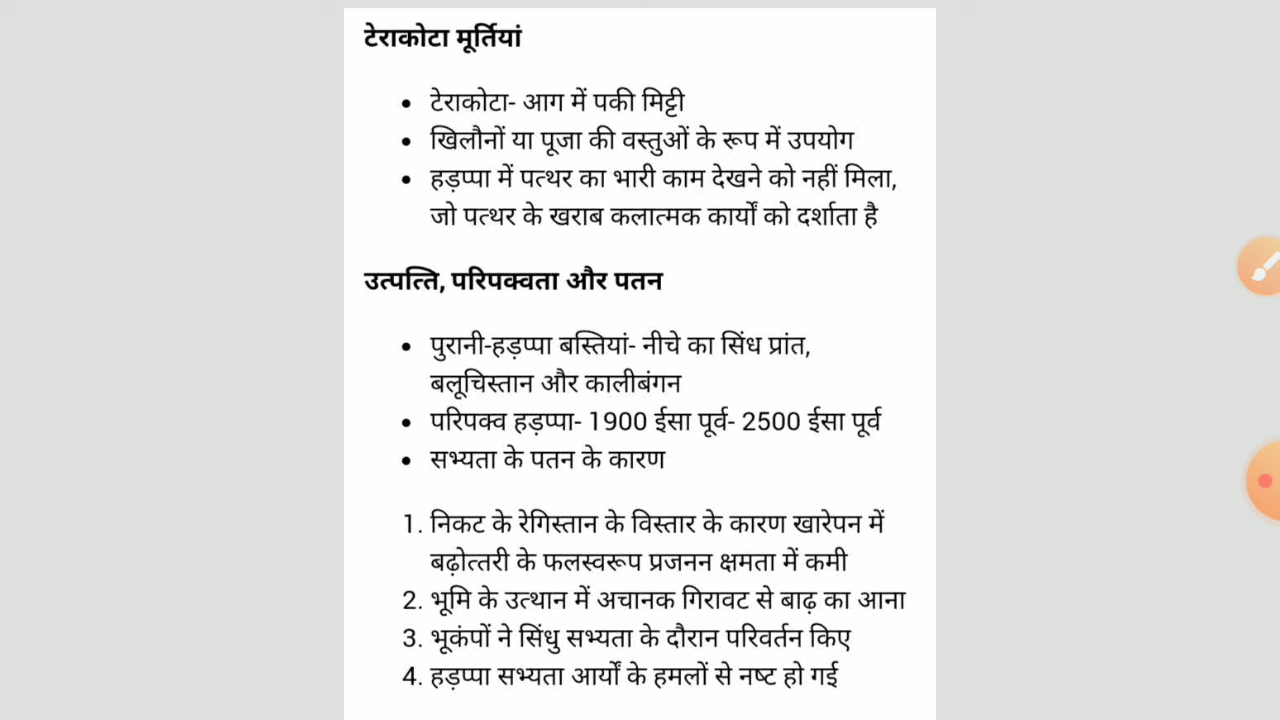 टेराकोटा मूर्तियां
• टेराकोटा- आग में पकी मिट्टी
• खिलौनों या पूजा की वस्तुओं के रूप में उपयोग
• हड़प्पा में पत्थर का भारी काम देखने को नहीं मिला,
जो पत्थर के खराब कलात्मक कार्यों को दर्शाता है
उत्पत्ति, परिपक्वता और पतन
• पुरानी-हड़प्पा बस्तियां- नीचे का सिंध प्रांत,
बलूचिस्तान और कालीबंगन
• परिपक्व हड़प्पा- 1900 ईसा पूर्व- 2500 ईसा पूर्व
• सभ्यता के पतन के कारण
1. निकट के रेगिस्तान के विस्तार के कारण खारेपन में
बढ़ोत्तरी के फलस्वरूप प्रजनन क्षमता में कमी
2. भूमि के उत्थान में अचानक गिरावट से बाढ़ का आना
3. भूकंपों ने सिंधु सभ्यता के दौरान परिवर्तन किए
4. हड़प्पा सभ्यता आर्यों के हमलों से नष्ट हो गई